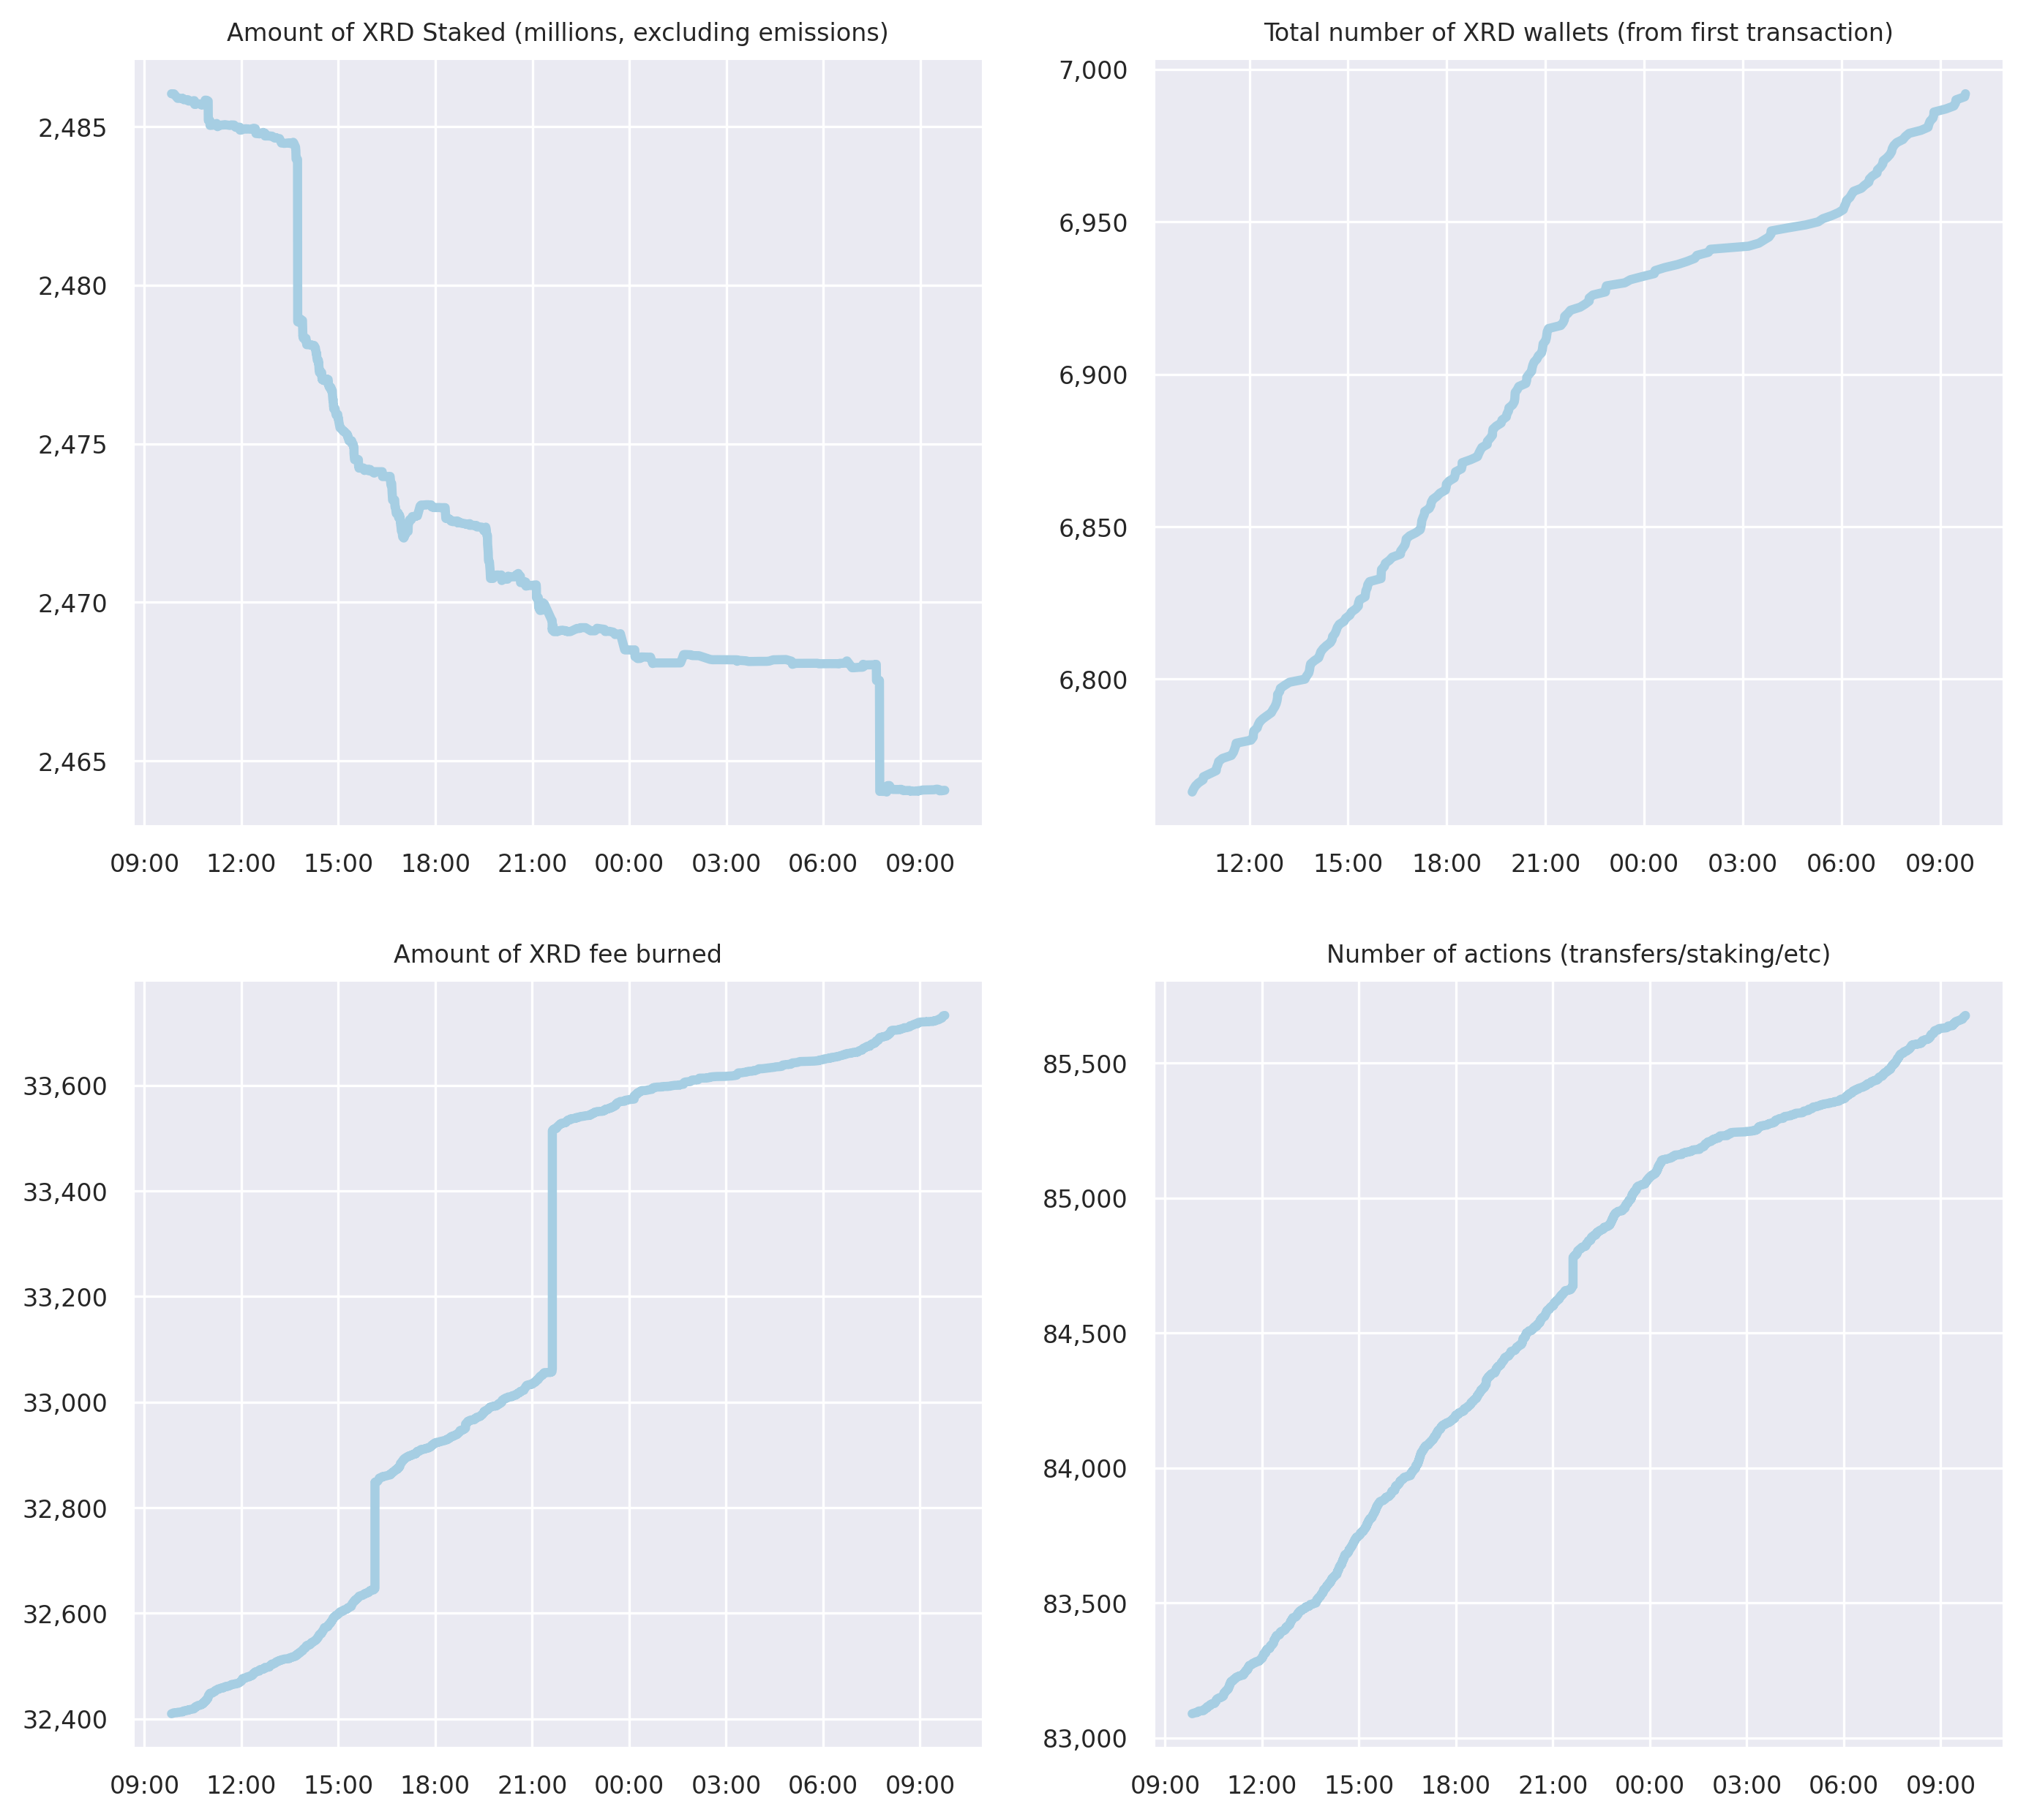 Amount of XRD Staked (millions, excluding emissions)
2,485
2,480
2,475
2,470
2,465
09:00 12:00 15:00 18:00 21:00 00:00 03:00 06:00 09:00
Total number of XRD wallets (from first transaction)
7,000
6,950
6,900
6,850
6,800
12:00 15:00 18:00 21:00 00:00 03:00 06:00 09:00
Amount of XRD fee burned
33,600
33,400
33,200
33,000
32,800
32,600
32,400
09:00 12:00 15:00 18:00 21:00 00:00 03:00 06:00 09:00
Number of actions (transfers/staking/etc)
85,500
85,000
84,500
84,000
83,500
83,000
09:00 12:00 15:00 18:00 21:00 00:00 03:00 06:00 09:00